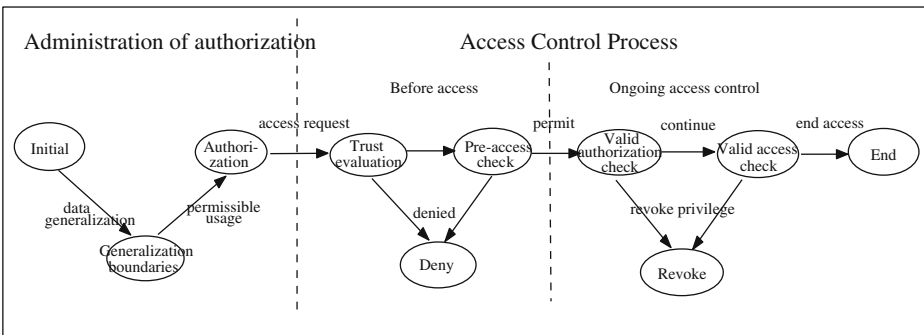 Administration of authorization
Access Control Process
Before access
Ongoing access control
access request
permit
continue
end access
Initial
Authori-
zation
Trust
evaluation
Pre-access
check
Valid
authorization
check
Valid access
check
End
data
generalization
permissible
usage
denied
revoke privilege
Generalization
boundaries
Deny
Revoke